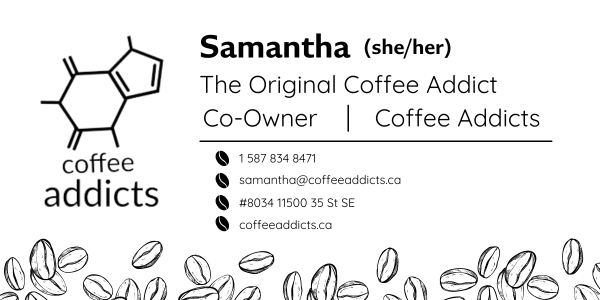 Samantha (she/her)
The Original Coffee Addict
Co-Owner | Coffee Addicts
1 587 834 8471
samantha@coffeeaddicts.ca
#8034 11500 35 St SE
coffeeaddicts.ca
coffee
addicts